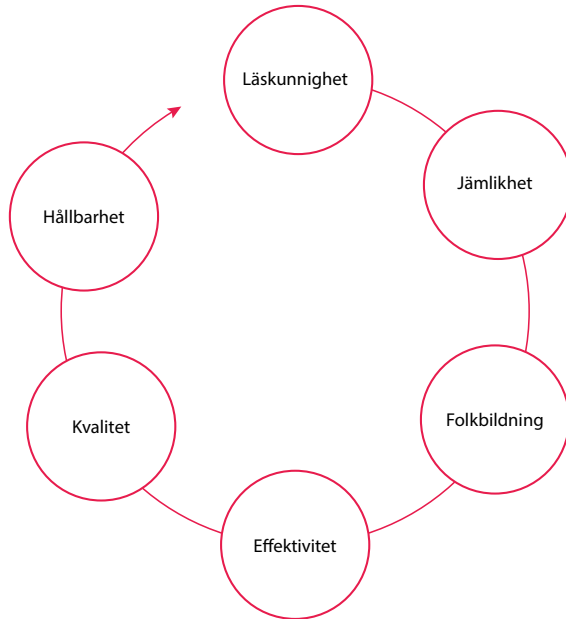 Läskunnighet
Jämlikhet
Folkbildning
Effektivitet
Kvalitet
Hållbarhet